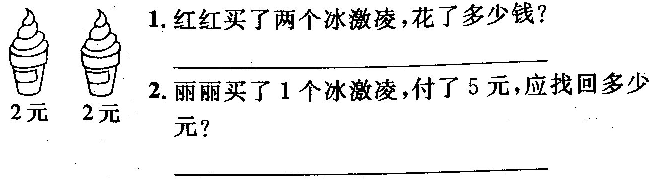 1. 红红买了两个冰激凌,花了多少钱?
2元 2元
2. 丽丽买了1个冰激凌,付了5元,应找回多少
元?